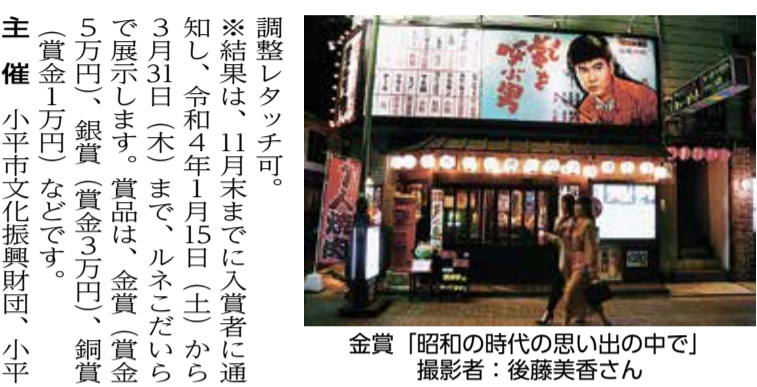 調整レタッチ可。
※結果は、11月末までに入賞者に通
知し、令和4年1月15日（土）から
3月31日（木）まで、ルネこだいら
で展示します。賞品は、金賞（賞金
5万円）、銀賞（賞金3万円）、銅賞
（賞金1万円）などです。
主　催　小平市文化振興財団、小平
嵐を呼ぶ男
焼肉
金賞「昭和の時代の思い出の中で」
撮影者：後藤美香さん